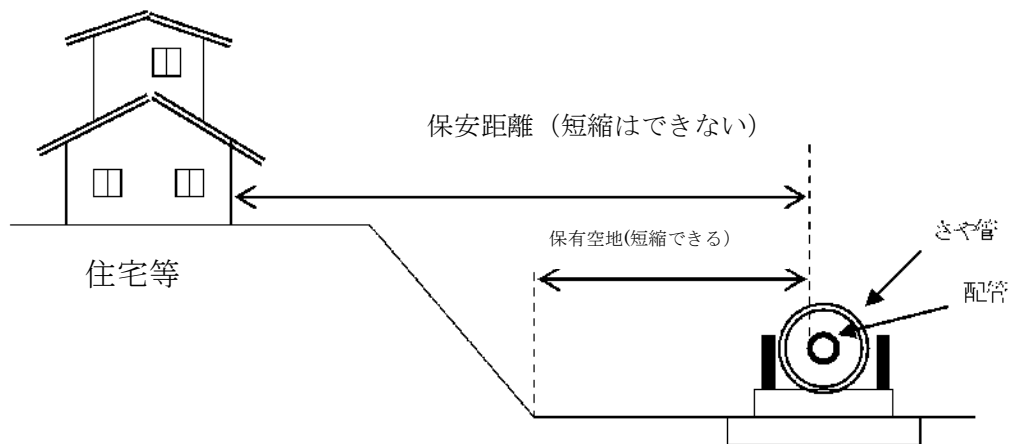 保安距離（短縮はできない）
保有空地(短縮できる）
さや管
配管
住宅等